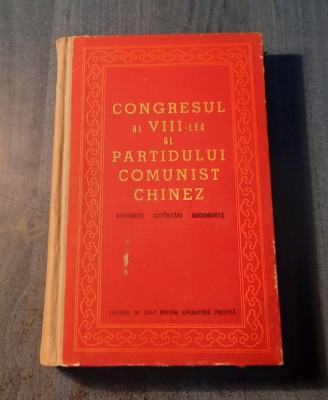 CONGRESUL
AL VIII-LEA
AL
PARTIDULUI
COMUNIST
CHINEZ
RAPOARTE CUVÎNTĂRI DOCUMENTE
EDITURA DE STAT PENTRU LITERATURĂ POLITICĂ